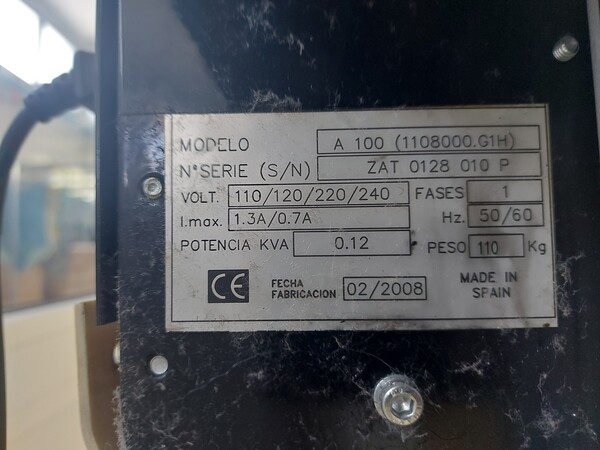 MODELO A 100 (1108000.G1H)
N°SERIE (S/N) ZAT 0128 010 P
VOLT. 110/120/220/240 FASES 1
I.max. 1.3A/0.7A Hz. 50/60
POTENCIA KVA 0.12 PESO 110 Kg
CE FECHA FABRICACION 02/2008 MADE IN SPAIN